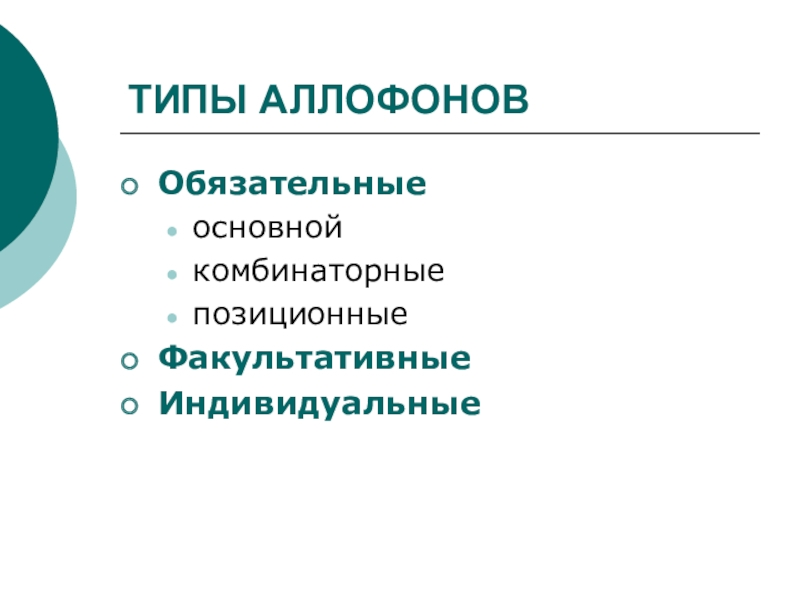 ТИПЫ АЛЛОФОНОВ
Обязательные
основной
комбинаторные
позиционные
Факультативные
Индивидуальные